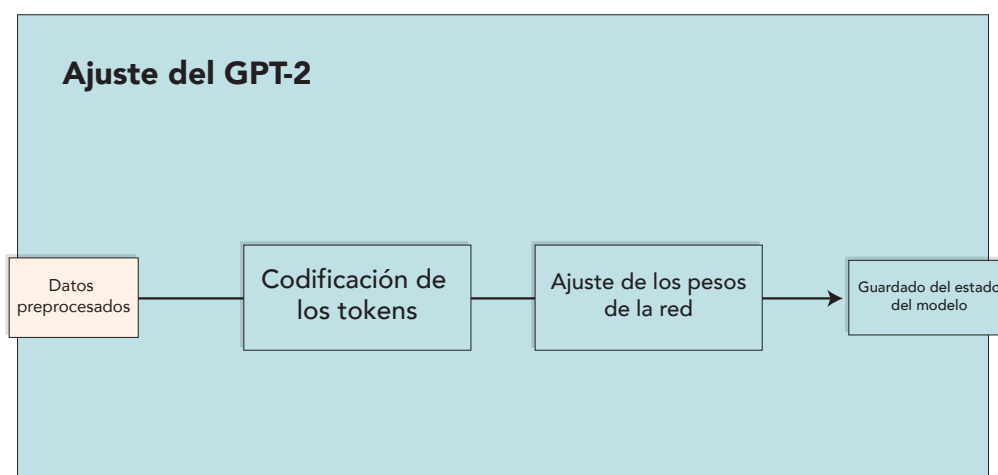 Ajuste del GPT-2
Datos
preprocesados
Codificación de
los tokens
Ajuste de los pesos
de la red
Guardado del estado
del modelo